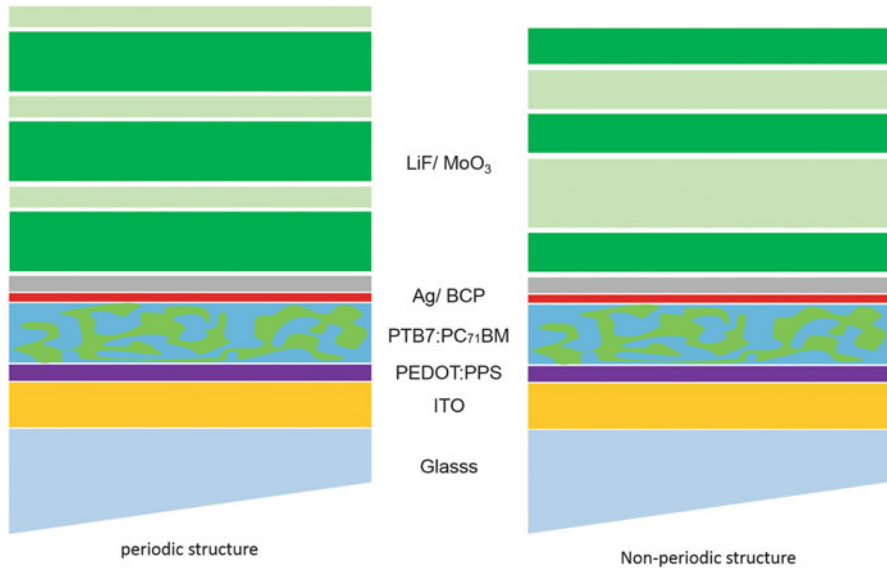 LiF/ MoO₃
Ag/ BCP
PTB7:PC₇₁BM
PEDOT:PPS
ITO
Glasss
periodic structure
Non-periodic structure